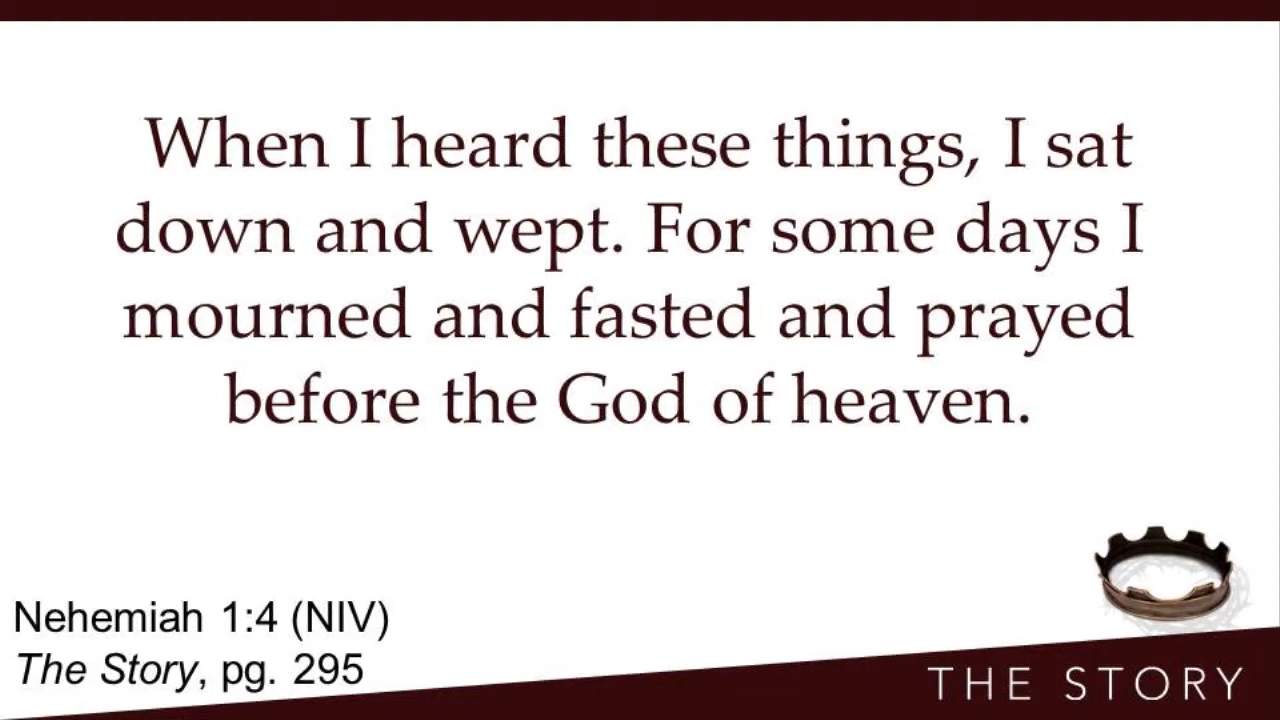 When I heard these things, I sat
down and wept. For some days I
mourned and fasted and prayed
before the God of heaven.
Nehemiah 1:4 (NIV)
The Story, pg. 295
THE STORY